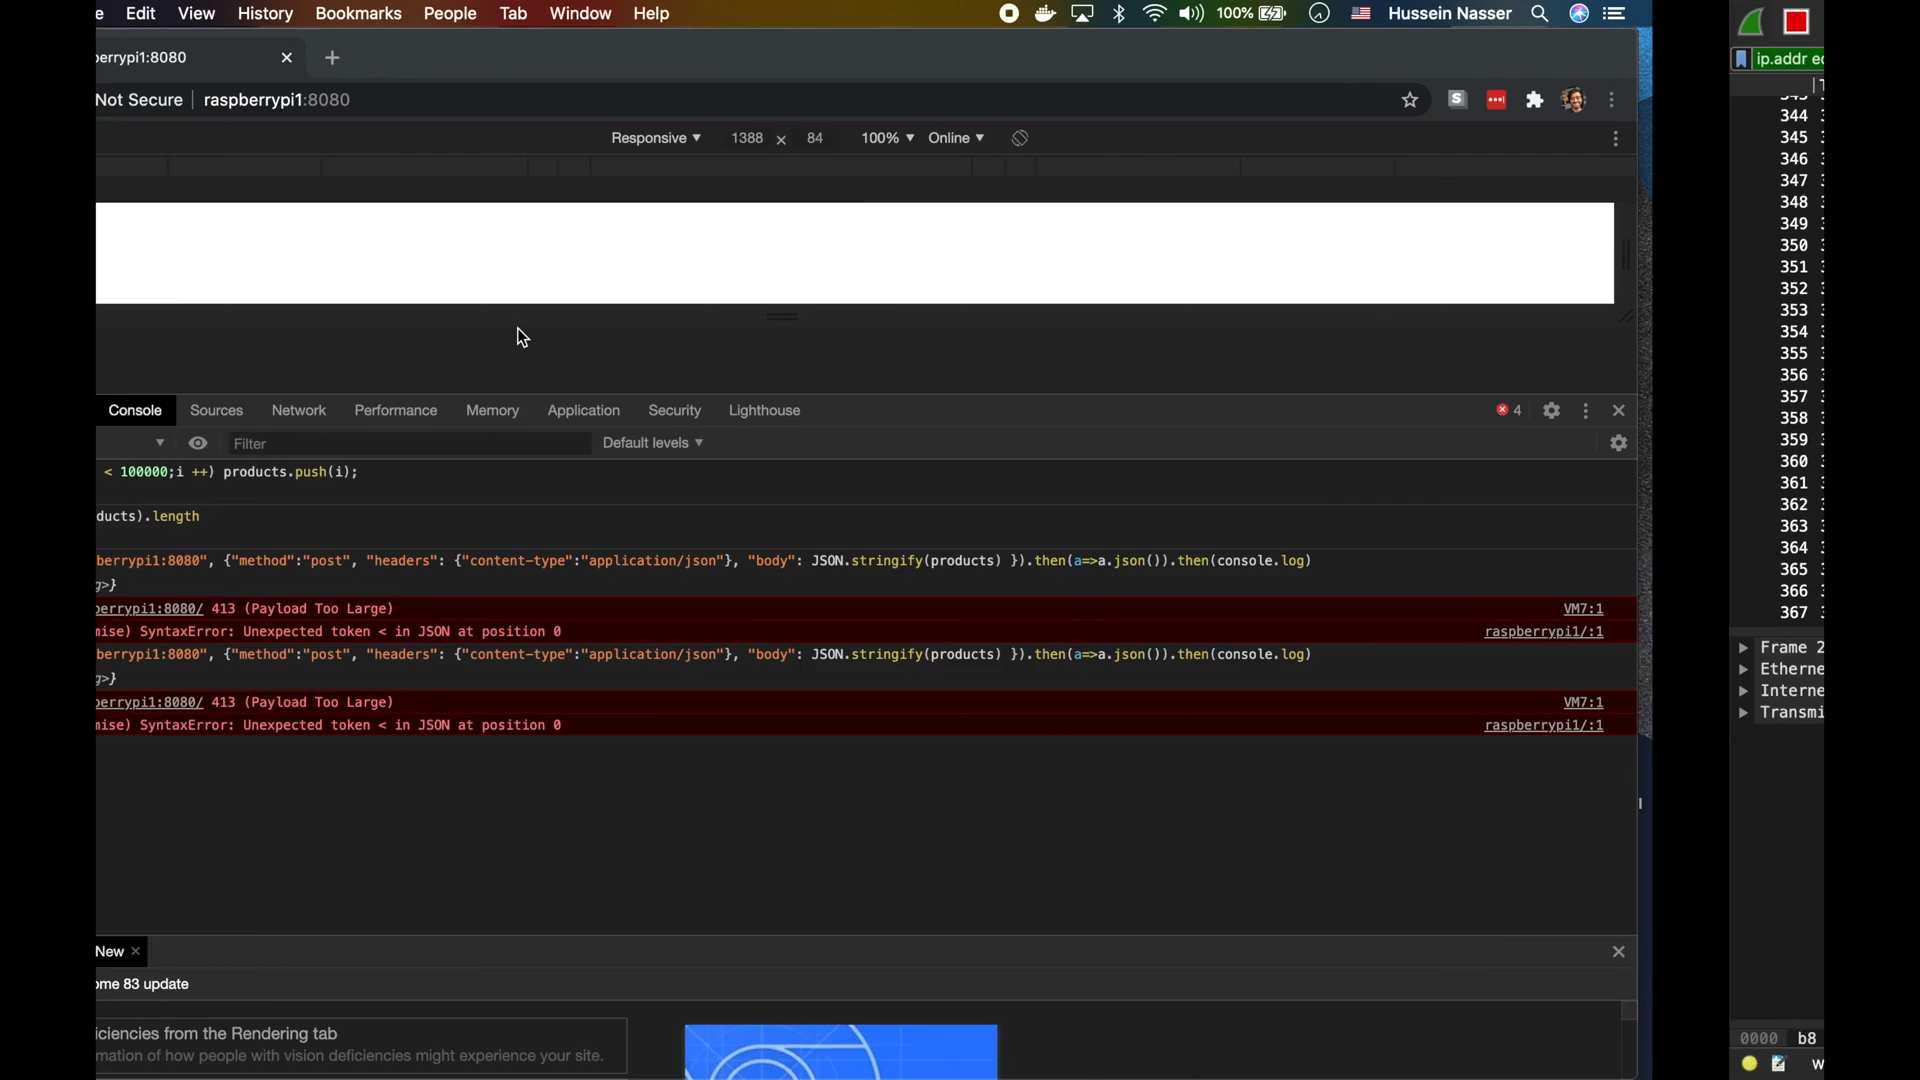 e Edit View History Bookmarks People Tab Window Help 100% Hussein Nasser
berrypi1:8080
Not Secure raspberrypi1:8080
Responsive ▼ 1388 × 84 100% ▼ Online ▼
Console Sources Network Performance Memory Application Security Lighthouse 4
Filter Default levels ▼
< 100000;i ++) products.push(i);
ducts).length
berrypi1:8080", {"method":"post", "headers": {"content-type":"application/json"}, "body": JSON.stringify(products) }).then(a=>a.json()).then(console.log)
g>}
berrypi1:8080/ 413 (Payload Too Large) VM7:1
mise) SyntaxError: Unexpected token < in JSON at position 0 raspberrypi1/:1
berrypi1:8080", {"method":"post", "headers": {"content-type":"application/json"}, "body": JSON.stringify(products) }).then(a=>a.json()).then(console.log)
g>}
berrypi1:8080/ 413 (Payload Too Large) VM7:1
mise) SyntaxError: Unexpected token < in JSON at position 0 raspberrypi1/:1
New
ome 83 update
iciencies from the Rendering tab
mation of how people with vision deficiencies might experience your site.
ip.addr e
344
345
346
347
348
349
350
351
352
353
354
355
356
357
358
359
360
361
362
363
364
365
366
367
Frame 2
Etherne
Interne
Transmi
0000 b8